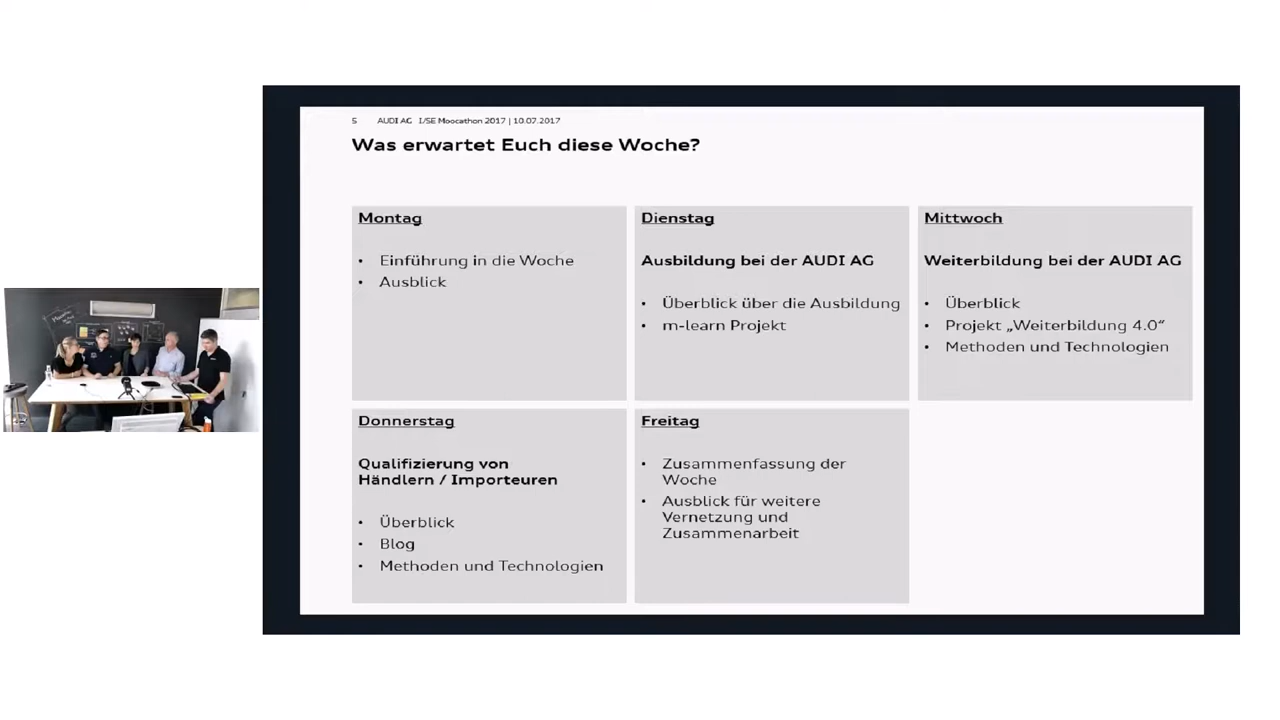 5 AUDI AG I/SE Moocathon 2017 | 10.07.2017
Was erwartet Euch diese Woche?
Montag
• Einführung in die Woche
• Ausblick
Dienstag
Ausbildung bei der AUDI AG
• Überblick über die Ausbildung
• m-learn Projekt
Mittwoch
Weiterbildung bei der AUDI AG
• Überblick
• Projekt „Weiterbildung 4.0“
• Methoden und Technologien
Donnerstag
Qualifizierung von
Händlern / Importeuren
• Überblick
• Blog
• Methoden und Technologien
Freitag
• Zusammenfassung der
Woche
• Ausblick für weitere
Vernetzung und
Zusammenarbeit